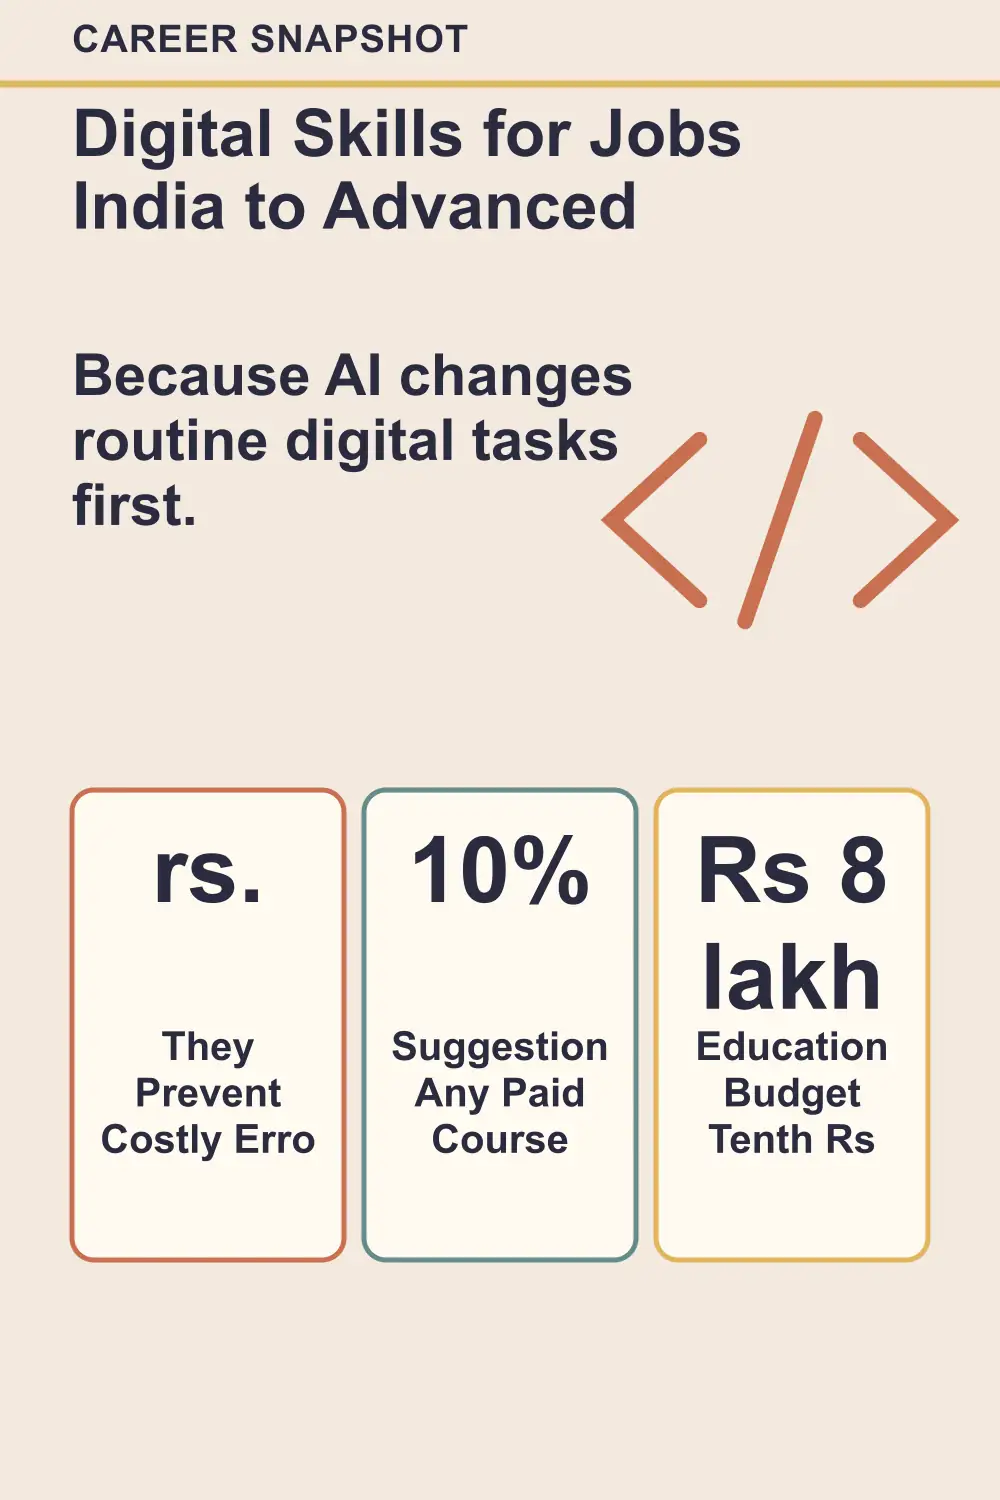 CAREER SNAPSHOT
Digital Skills for Jobs
India to Advanced
Because AI changes
routine digital tasks
first.
</>
rs.
They
Prevent
Costly Erro
10%
Suggestion
Any Paid
Course
Rs 8
lakh
Education
Budget
Tenth Rs